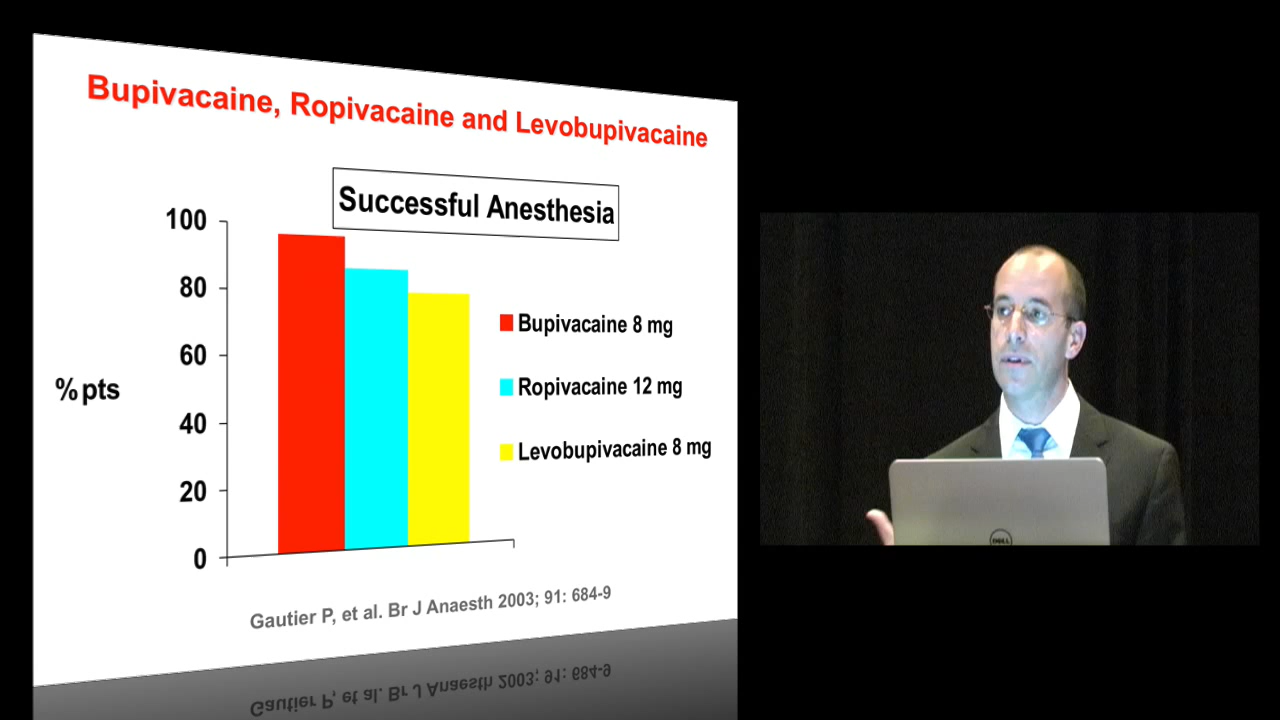 Bupivacaine, Ropivacaine and Levobupivacaine
Successful Anesthesia
100
80
60
40
20
0
% pts
Bupivacaine 8 mg
Ropivacaine 12 mg
Levobupivacaine 8 mg
Gautier P, et al. Br J Anaesth 2003; 91: 684-9
DELL